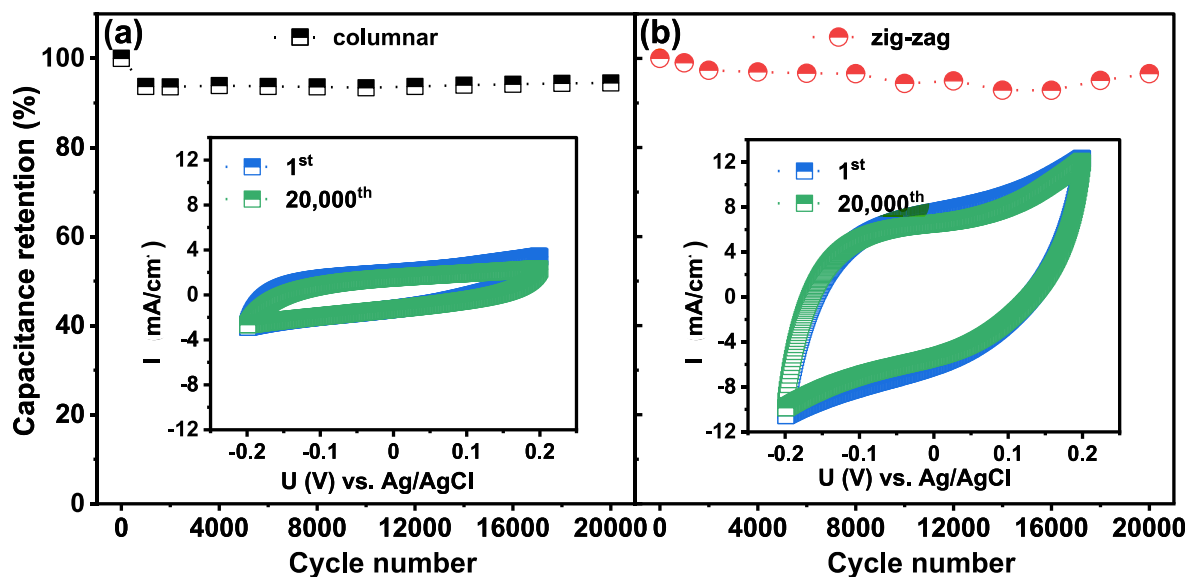 (a)
columnar
(b)
zig-zag
Capacitance retention (%)
100
80
60
40
20
0
1st
20,000th
12
8
4
0
-4
-8
-12
I (mA/cm
-0.2
-0.1
0
0.1
0.2
U (V) vs. Ag/AgCl
1st
20,000th
12
8
4
0
-4
-8
-12
I (mA/cm
-0.2
-0.1
0
0.1
0.2
U (V) vs. Ag/AgCl
0
4000
8000
12000
16000
20000
0
4000
8000
12000
16000
20000
Cycle number
Cycle number